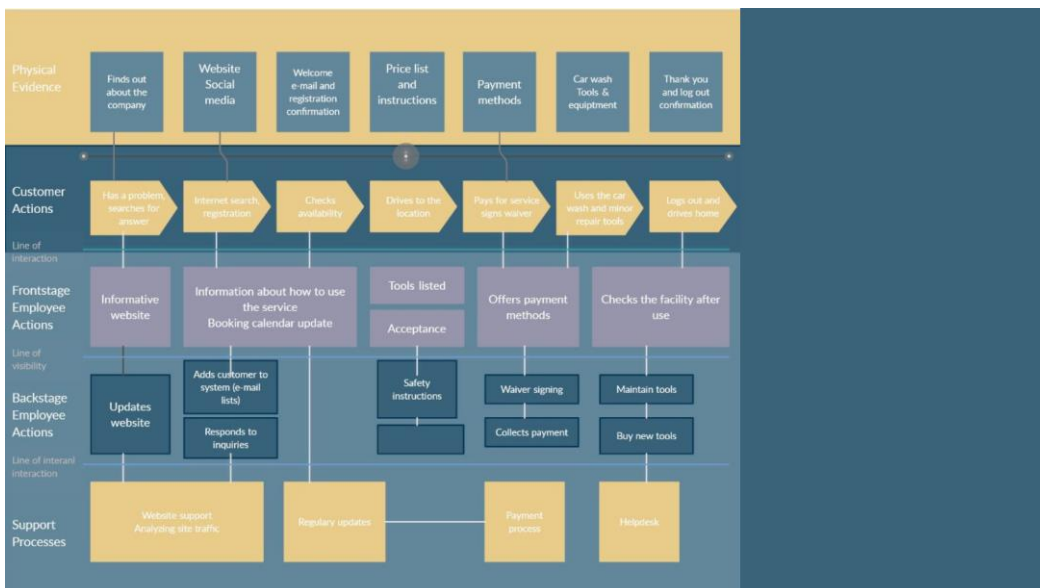 Physical
Evidence
Finds out
about the
company
Website
Social
media
Welcome
e-mail and
registration
confirmation
Price list
and
instructions
Payment
methods
Car wash
Tools &
equiptment
Thank you
and log out
confirmation
Customer
Actions
Has a problem,
searches for
answer
Internet search,
registration
Checks
availability
Drives to the
location
Pays for service
signs waiver
Uses the car
wash and minor
repair tools
Logs out and
drives home
Line of
interaction
Frontstage
Employee
Actions
Informative
website
Information about how to use
the service
Booking calendar update
Tools listed
Acceptance
Offers payment
methods
Checks the facility after
use
Line of
visibility
Backstage
Employee
Actions
Updates
website
Adds customer to
system (e-mail
lists)
Responds to
inquiries
Safety
instructions
Waiver signing
Collects payment
Maintain tools
Buy new tools
Line of interanl
interaction
Support
Processes
Website support
Analyzing site traffic
Regulary updates
Payment
process
Helpdesk